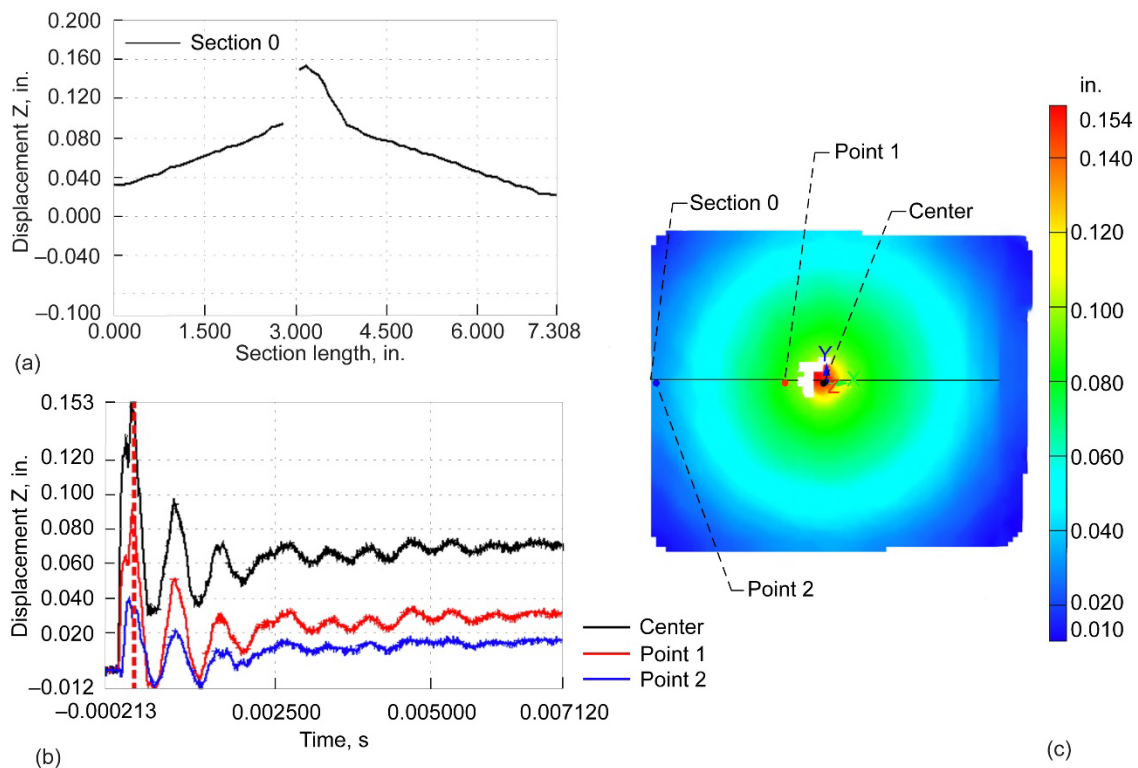 (a)
0.200
0.160
0.120
0.080
0.040
0.000
−0.040
−0.100
Displacement Z, in.
Section 0
0.000 1.500 3.000 4.500 6.000 7.308
Section length, in.
0.153
0.120
0.100
0.080
0.060
0.040
0.020
−0.012
Displacement Z, in.
−0.000213 0.002500 0.005000 0.007120
Time, s
(b)
Center
Point 1
Point 2
Point 1
Section 0
Center
Y
X
Z
Point 2
in.
0.154
0.140
0.120
0.100
0.080
0.060
0.040
0.020
0.010
(c)